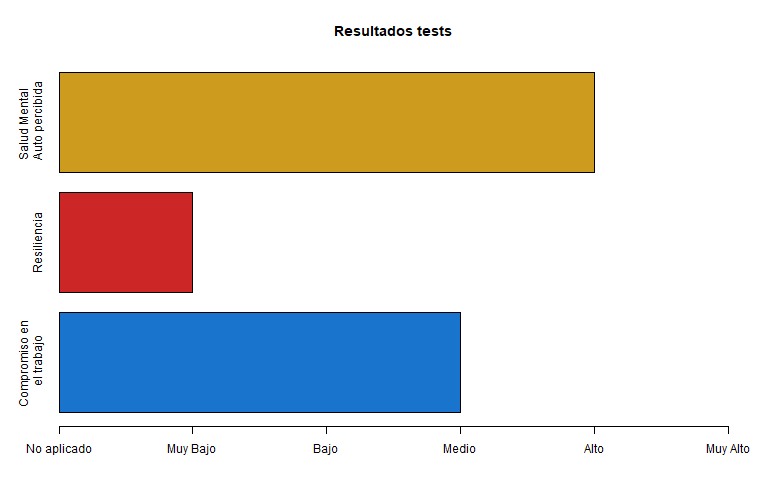 Resultados tests
Salud Mental
Auto percibida
Resiliencia
Compromiso en
el trabajo
No aplicado
Muy Bajo
Bajo
Medio
Alto
Muy Alto